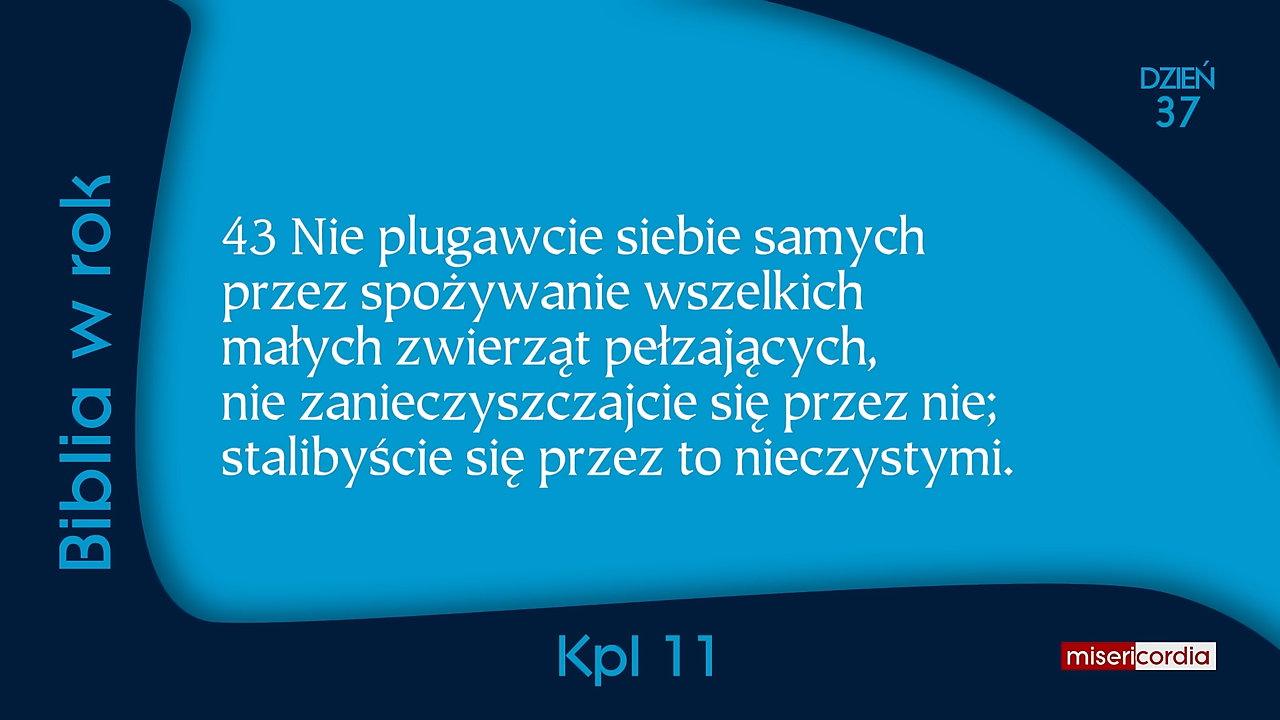 DZIEŃ
37
Biblia w rok
43 Nie plugawcie siebie samych
przez spożywanie wszelkich
małych zwierząt pełzających,
nie zanieczyszczajcie się przez nie;
stalibyście się przez to nieczystymi.
Kpl 11
misericordia